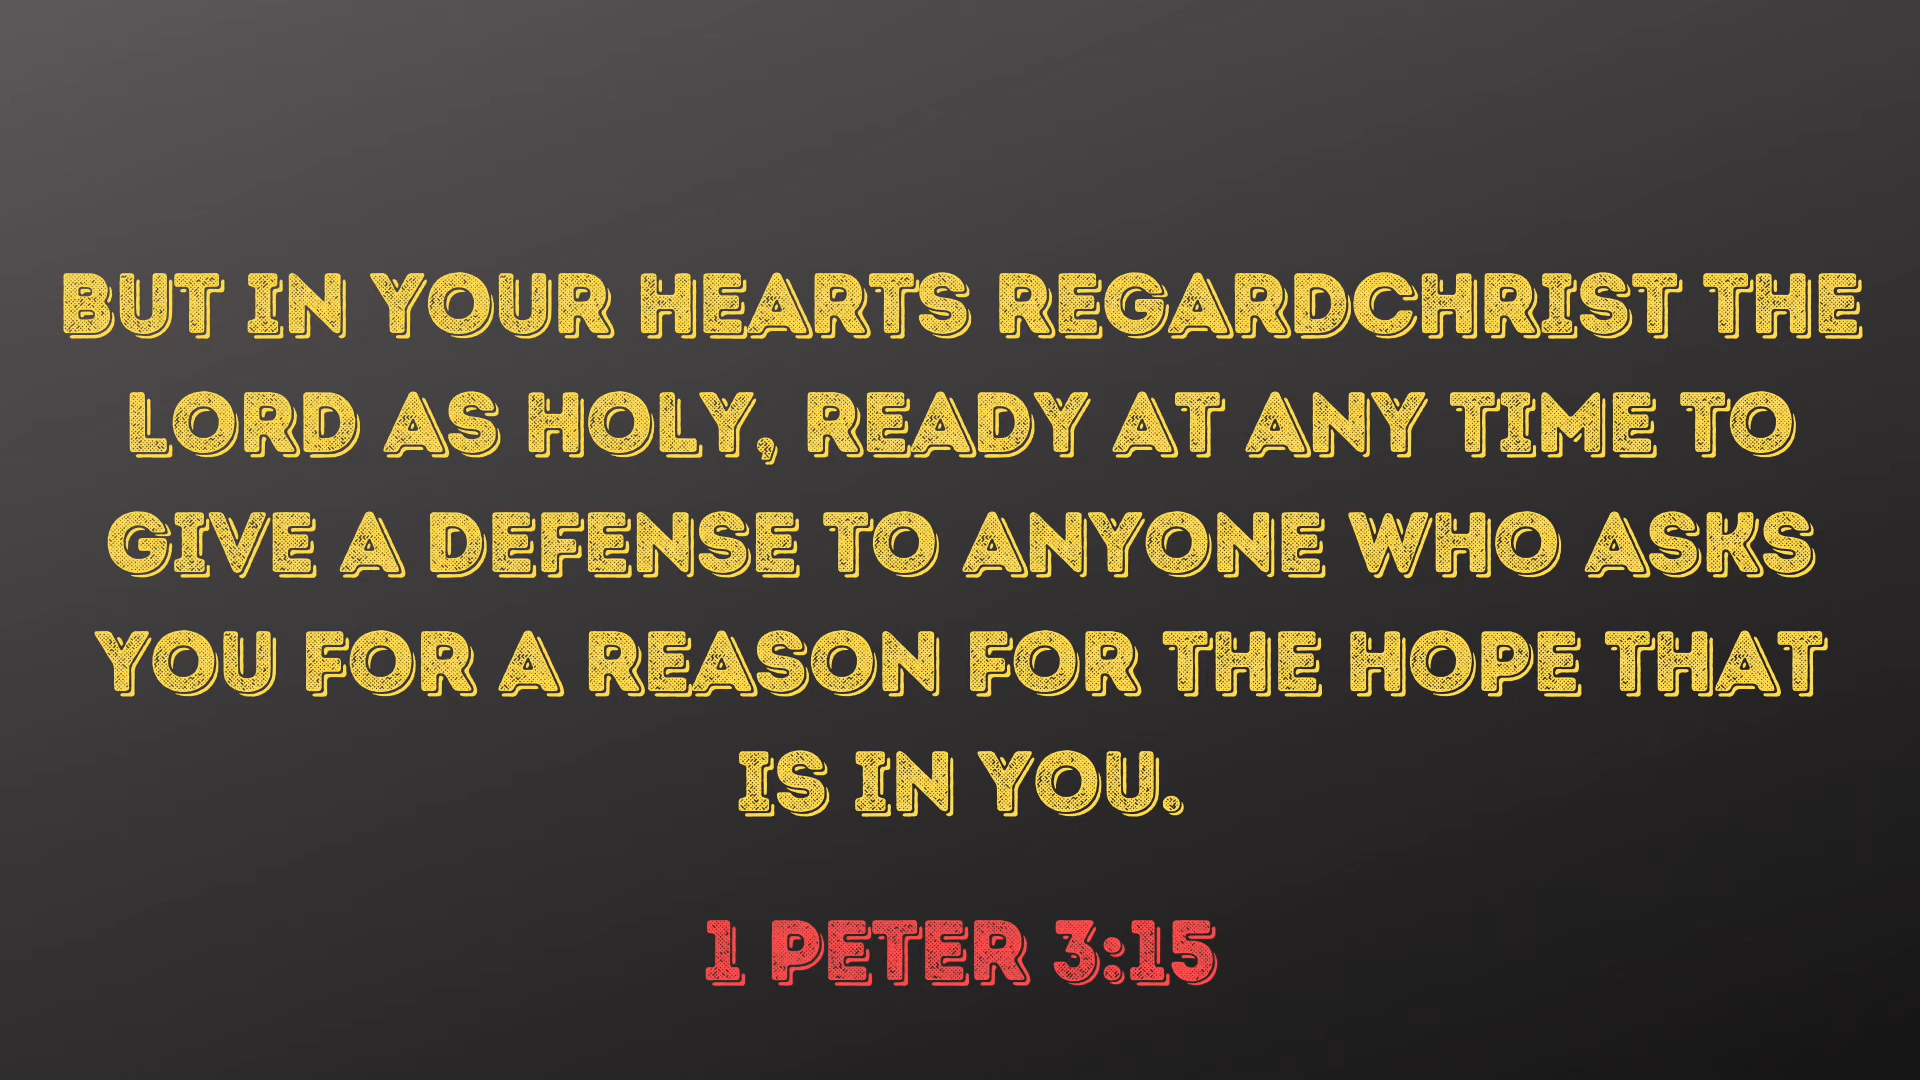 BUT IN YOUR HEARTS REGARDCHRIST THE
LORD AS HOLY, READY AT ANY TIME TO
GIVE A DEFENSE TO ANYONE WHO ASKS
YOU FOR A REASON FOR THE HOPE THAT
IS IN YOU.
1 PETER 3:15